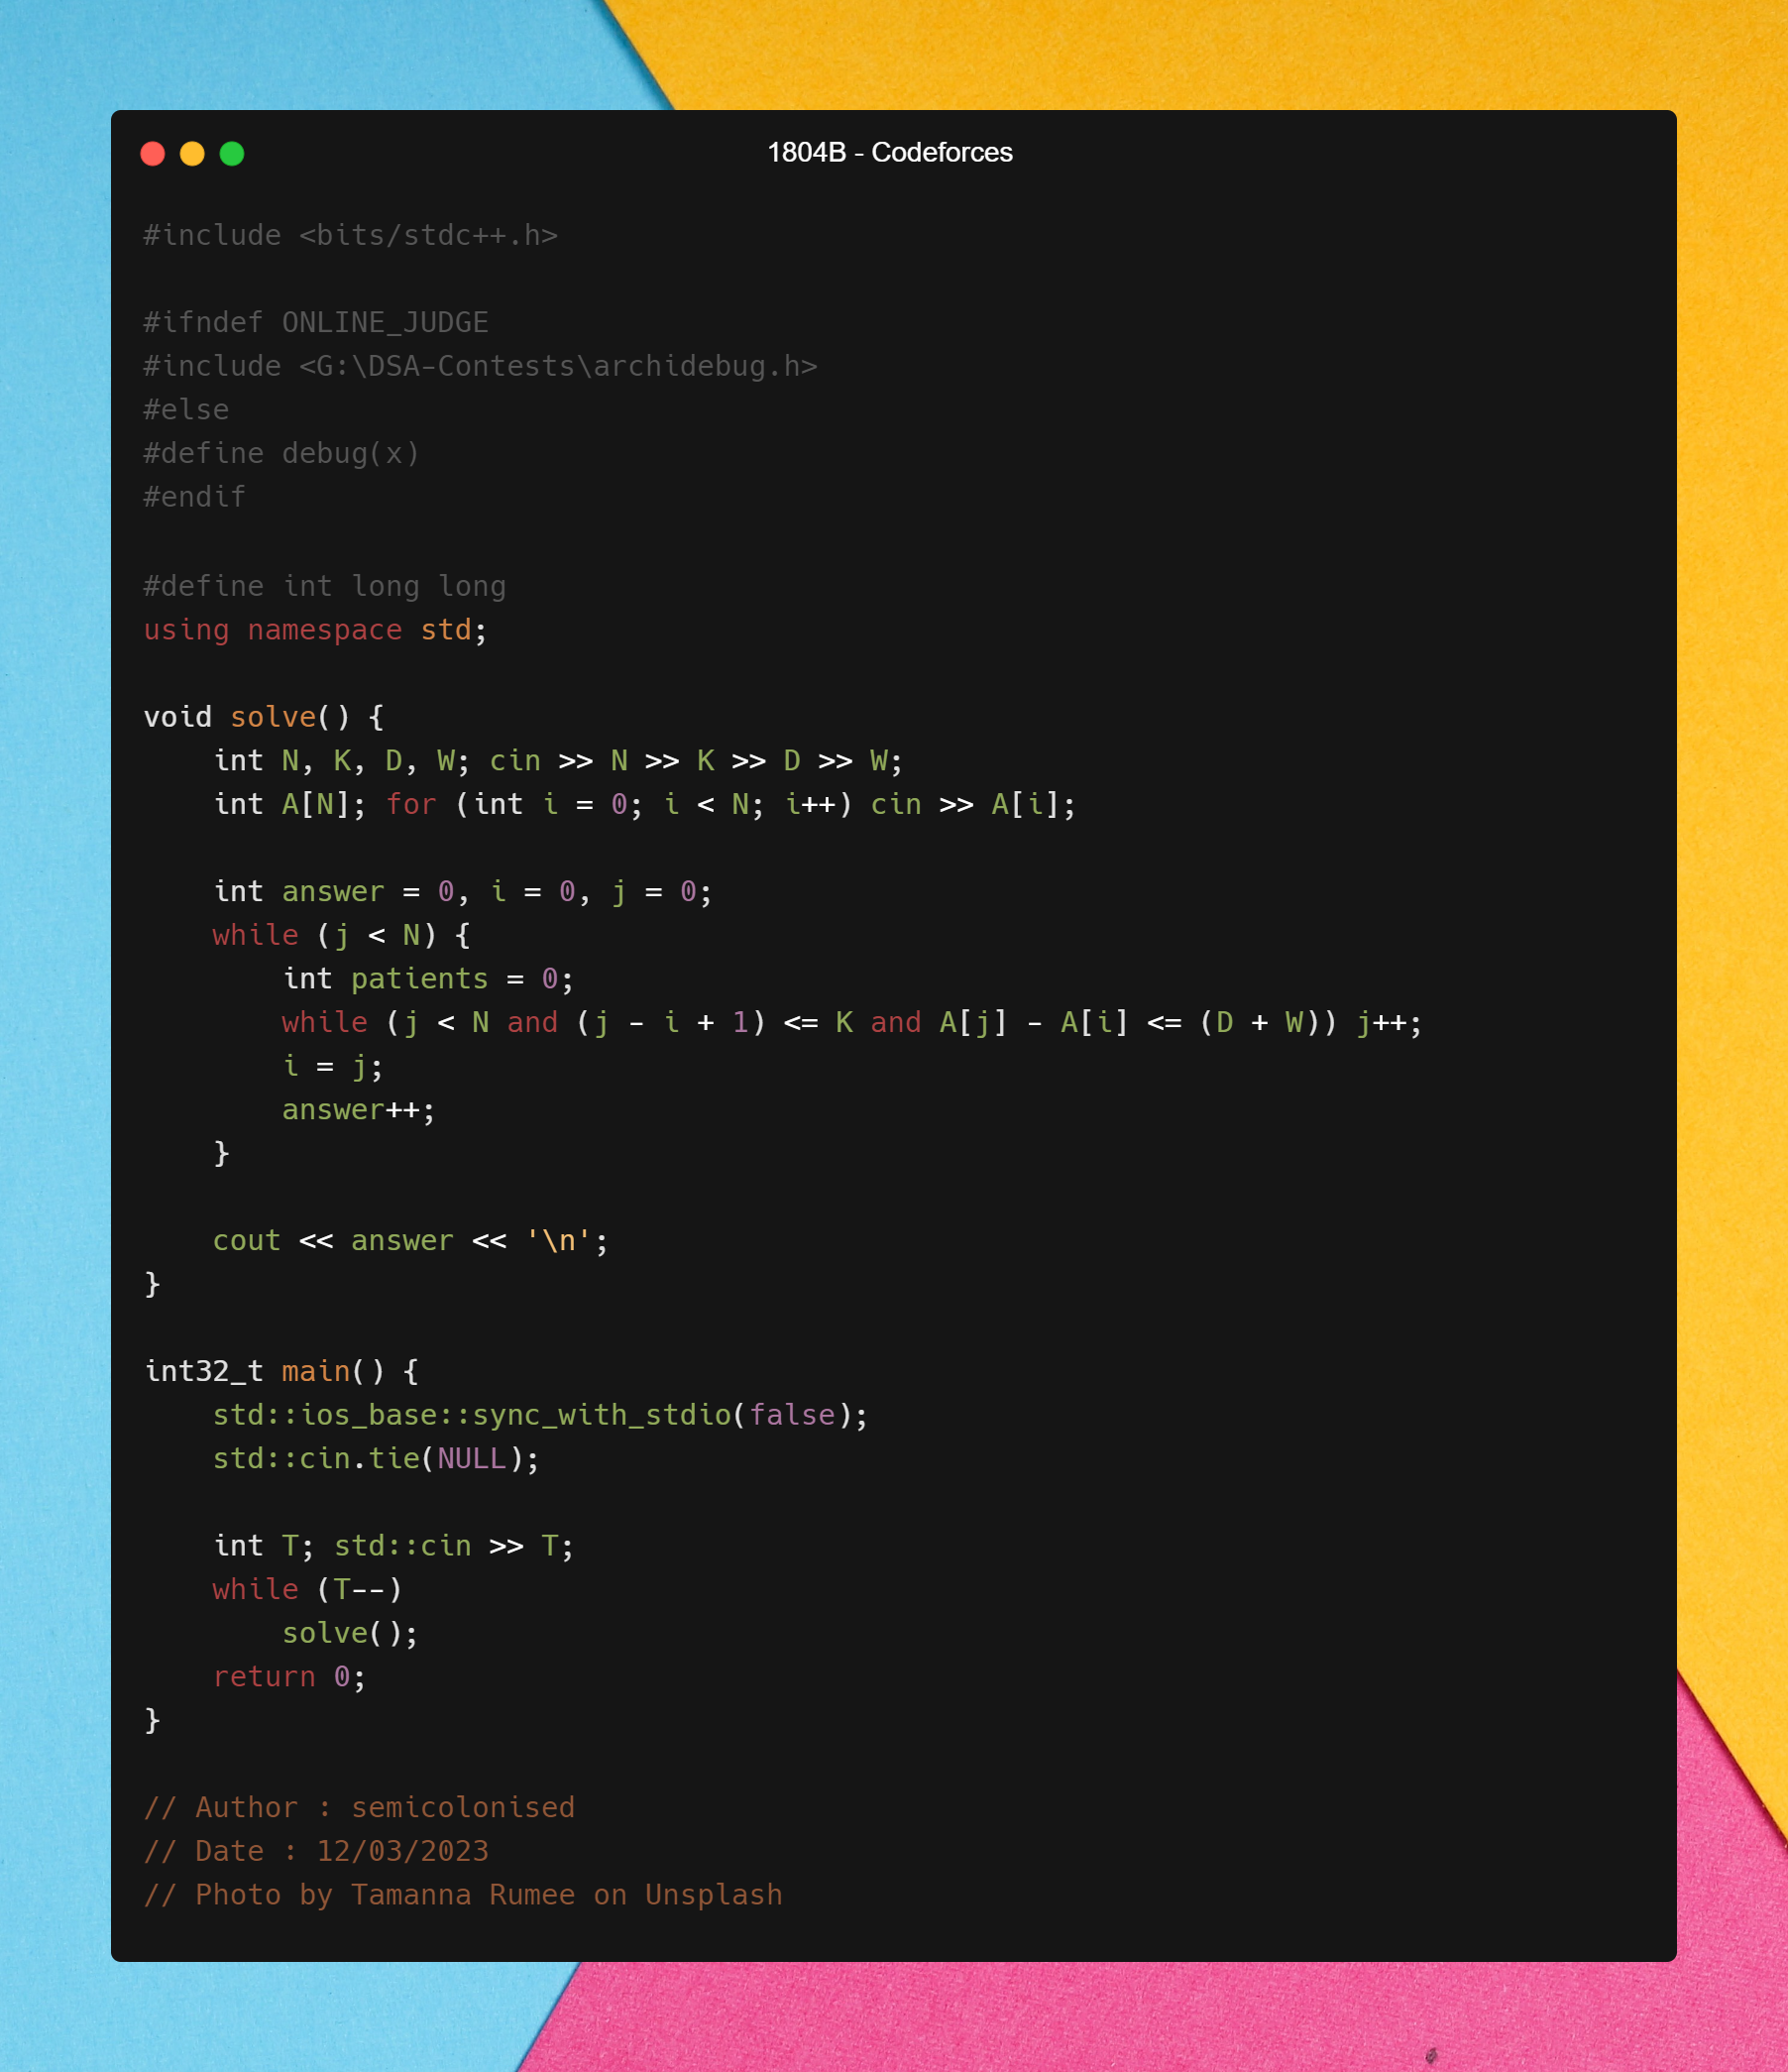 1804B - Codeforces
#include <bits/stdc++.h>
#ifndef ONLINE_JUDGE
#include <G:\DSA-Contests\archidebug.h>
#else
#define debug(x)
#endif
#define int long long
using namespace std;
void solve() {
    int N, K, D, W; cin >> N >> K >> D >> W;
    int A[N]; for (int i = 0; i < N; i++) cin >> A[i];
    int answer = 0, i = 0, j = 0;
    while (j < N) {
        int patients = 0;
        while (j < N and (j - i + 1) <= K and A[j] - A[i] <= (D + W)) j++;
        i = j;
        answer++;
    }
    cout << answer << '\n';
}
int32_t main() {
    std::ios_base::sync_with_stdio(false);
    std::cin.tie(NULL);
    int T; std::cin >> T;
    while (T--)
        solve();
    return 0;
}
// Author : semicolonised
// Date : 12/03/2023
// Photo by Tamanna Rumee on Unsplash